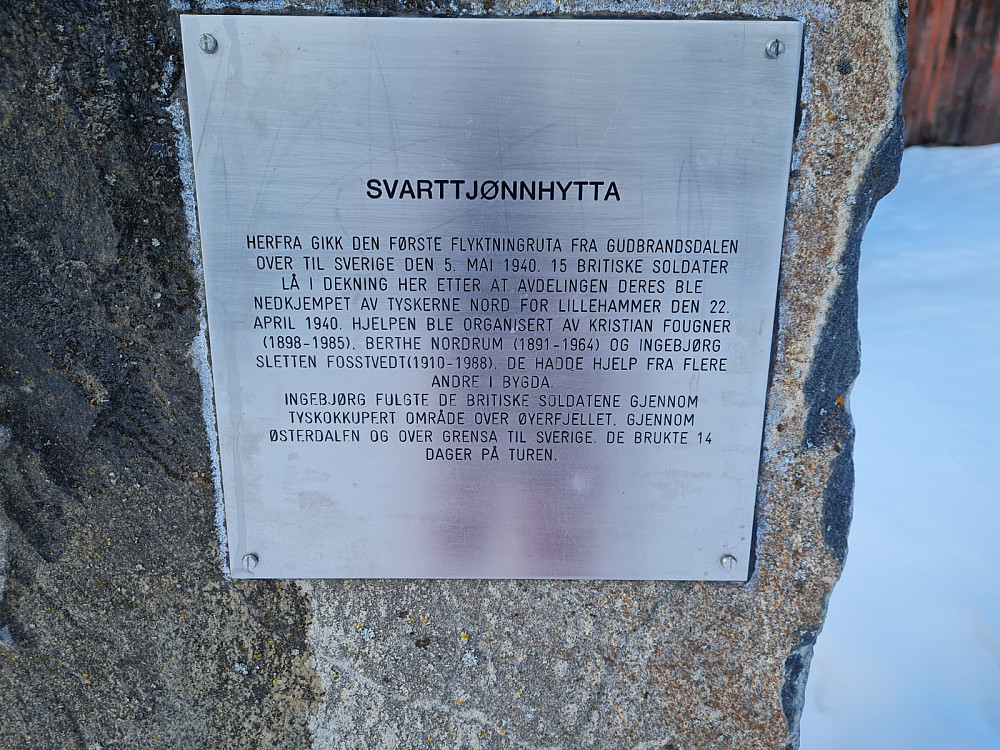 SVARTTJØNNHYTTA
HERFRA GIKK DEN FØRSTE FLYKTNINGRUTA FRA GUDBRANDSDALEN
OVER TIL SVERIGE DEN 5. MAI 1940. 15 BRITISKE SOLDATER
LÅ I DEKNING HER ETTER AT AVDELINGEN DERES BLE
NEDKJEMPET AV TYSKERNE NORD FOR LILLEHAMMER DEN 22.
APRIL 1940. HJELPEN BLE ORGANISERT AV KRISTIAN FOUGNER
(1898-1985), BERTHE NORDRUM (1891-1964) OG INGEBJØRG
SLETTEN FOSSTVEDT(1910-1988). DE HADDE HJELP FRA FLERE
ANDRE I BYGDA.
INGEBJØRG FULGTE DE BRITISKE SOLDATENE GJENNOM
TYSKOKKUPERT OMRÅDE OVER ØYERFJELLET, GJENNOM
ØSTERDALEN OG OVER GRENSA TIL SVERIGE. DE BRUKTE 14
DAGER PÅ TUREN.